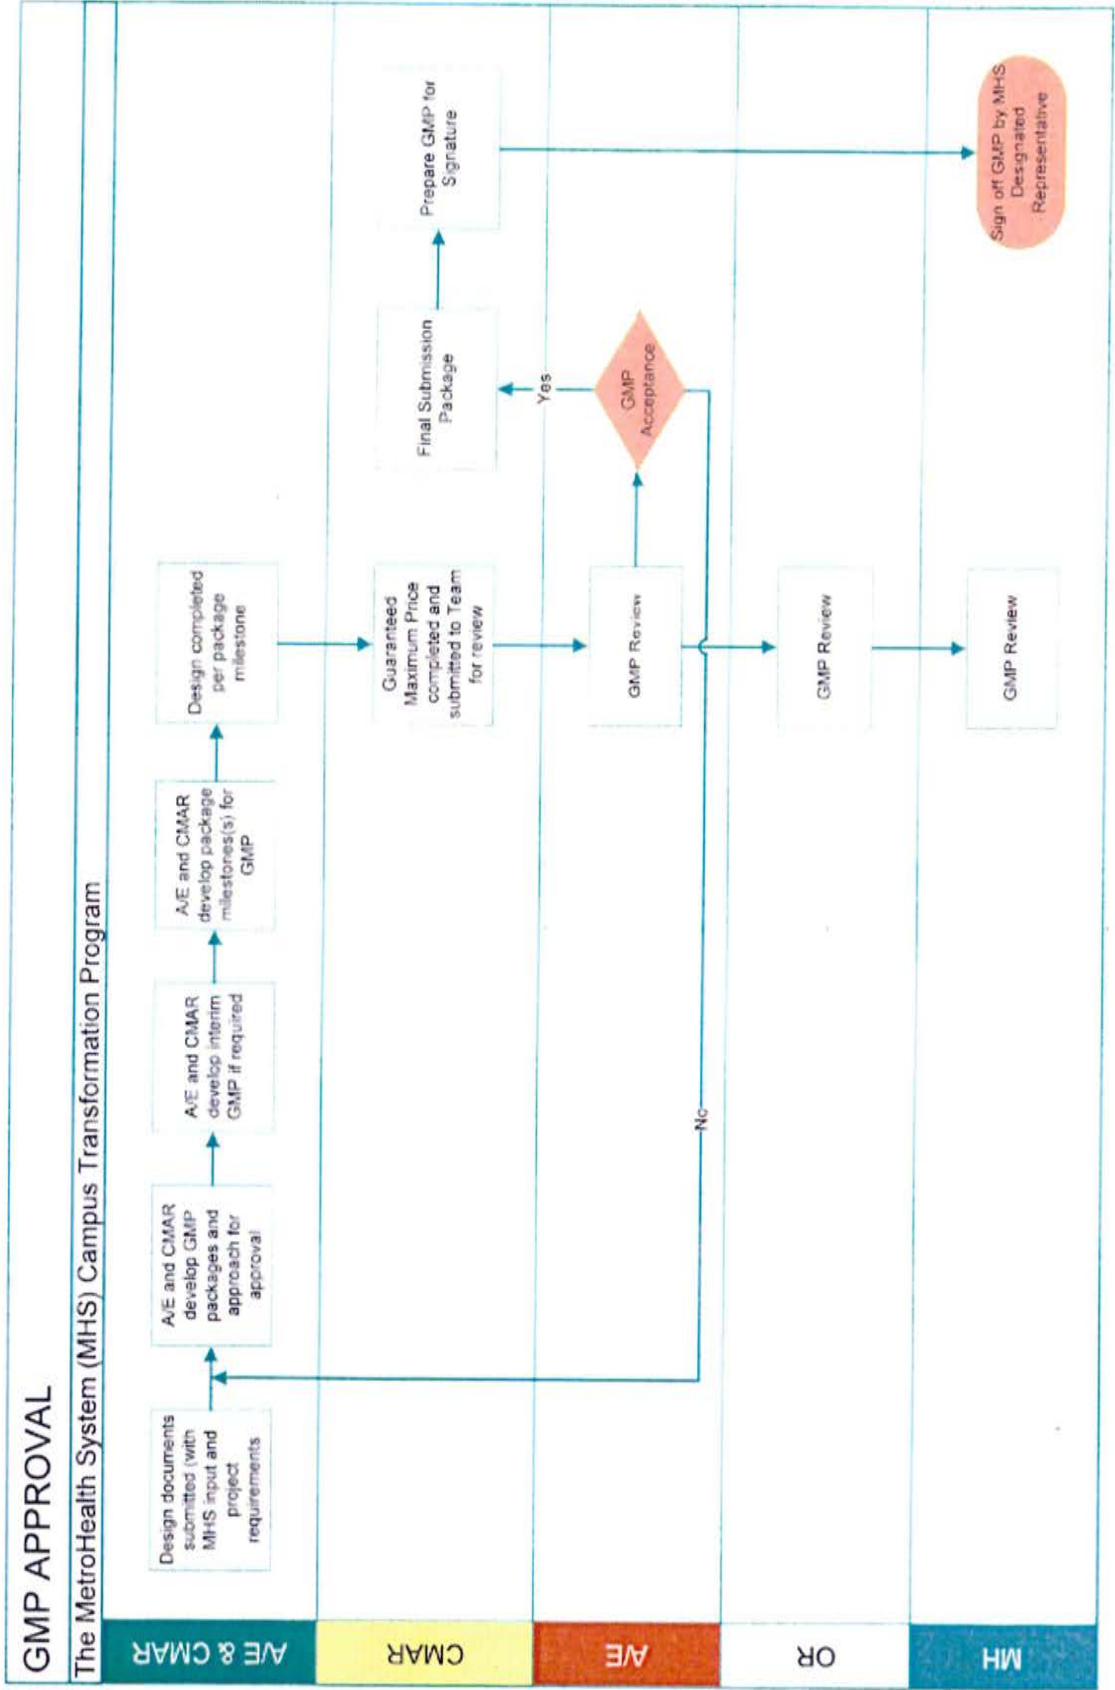 GMP APPROVAL
The MetroHealth System (MHS) Campus Transformation Program
A/E & CMAR
Design documents
submitted (with
MHS input and
project
requirements
A/E and CMAR
develop GMP
packages and
approach for
approval
A/E and CMAR
develop interim
GMP if required
A/E and CMAR
develop package
milestones(s) for
GMP
Design completed
per package
milestone
CMAR
Guaranteed
Maximum Price
completed and
submitted to Team
for review
Final Submission
Package
Prepare GMP for
Signature
A/E
GMP Review
GMP
Acceptance
Yes
No
OR
GMP Review
MH
GMP Review
Sign off GMP by MHS
Designated
Representative